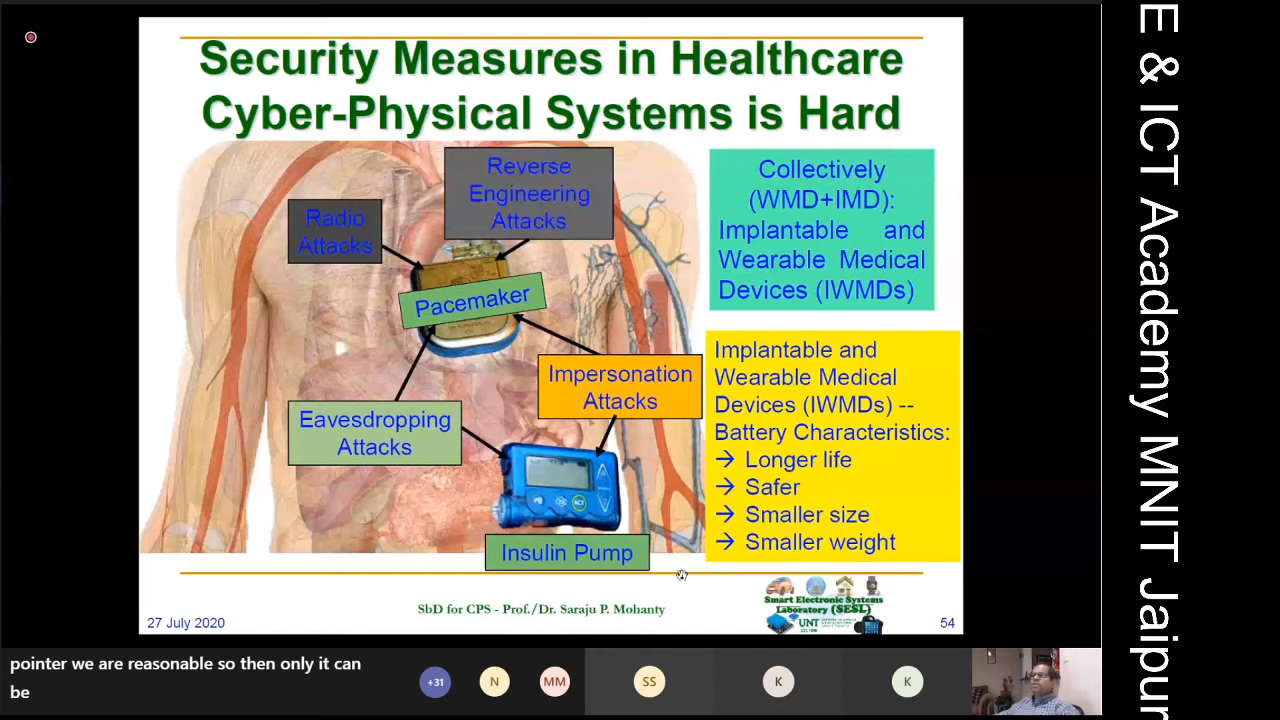 Security Measures in Healthcare
Cyber-Physical Systems is Hard
Reverse
Engineering
Attacks
Radio
Attacks
Pacemaker
Impersonation
Attacks
Eavesdropping
Attacks
Insulin Pump
Collectively
(WMD+IMD):
Implantable and
Wearable Medical
Devices (IWMDs)
Implantable and
Wearable Medical
Devices (IWMDs) --
Battery Characteristics:
→ Longer life
→ Safer
→ Smaller size
→ Smaller weight
27 July 2020
SbD for CPS - Prof./Dr. Saraju P. Mohanty
Smart Electronic Systems
Laboratory (SESL)
UNT
54
pointer we are reasonable so then only it can
be
+31
N
MM
SS
K
K
E & ICT Academy MNIT Jaipur